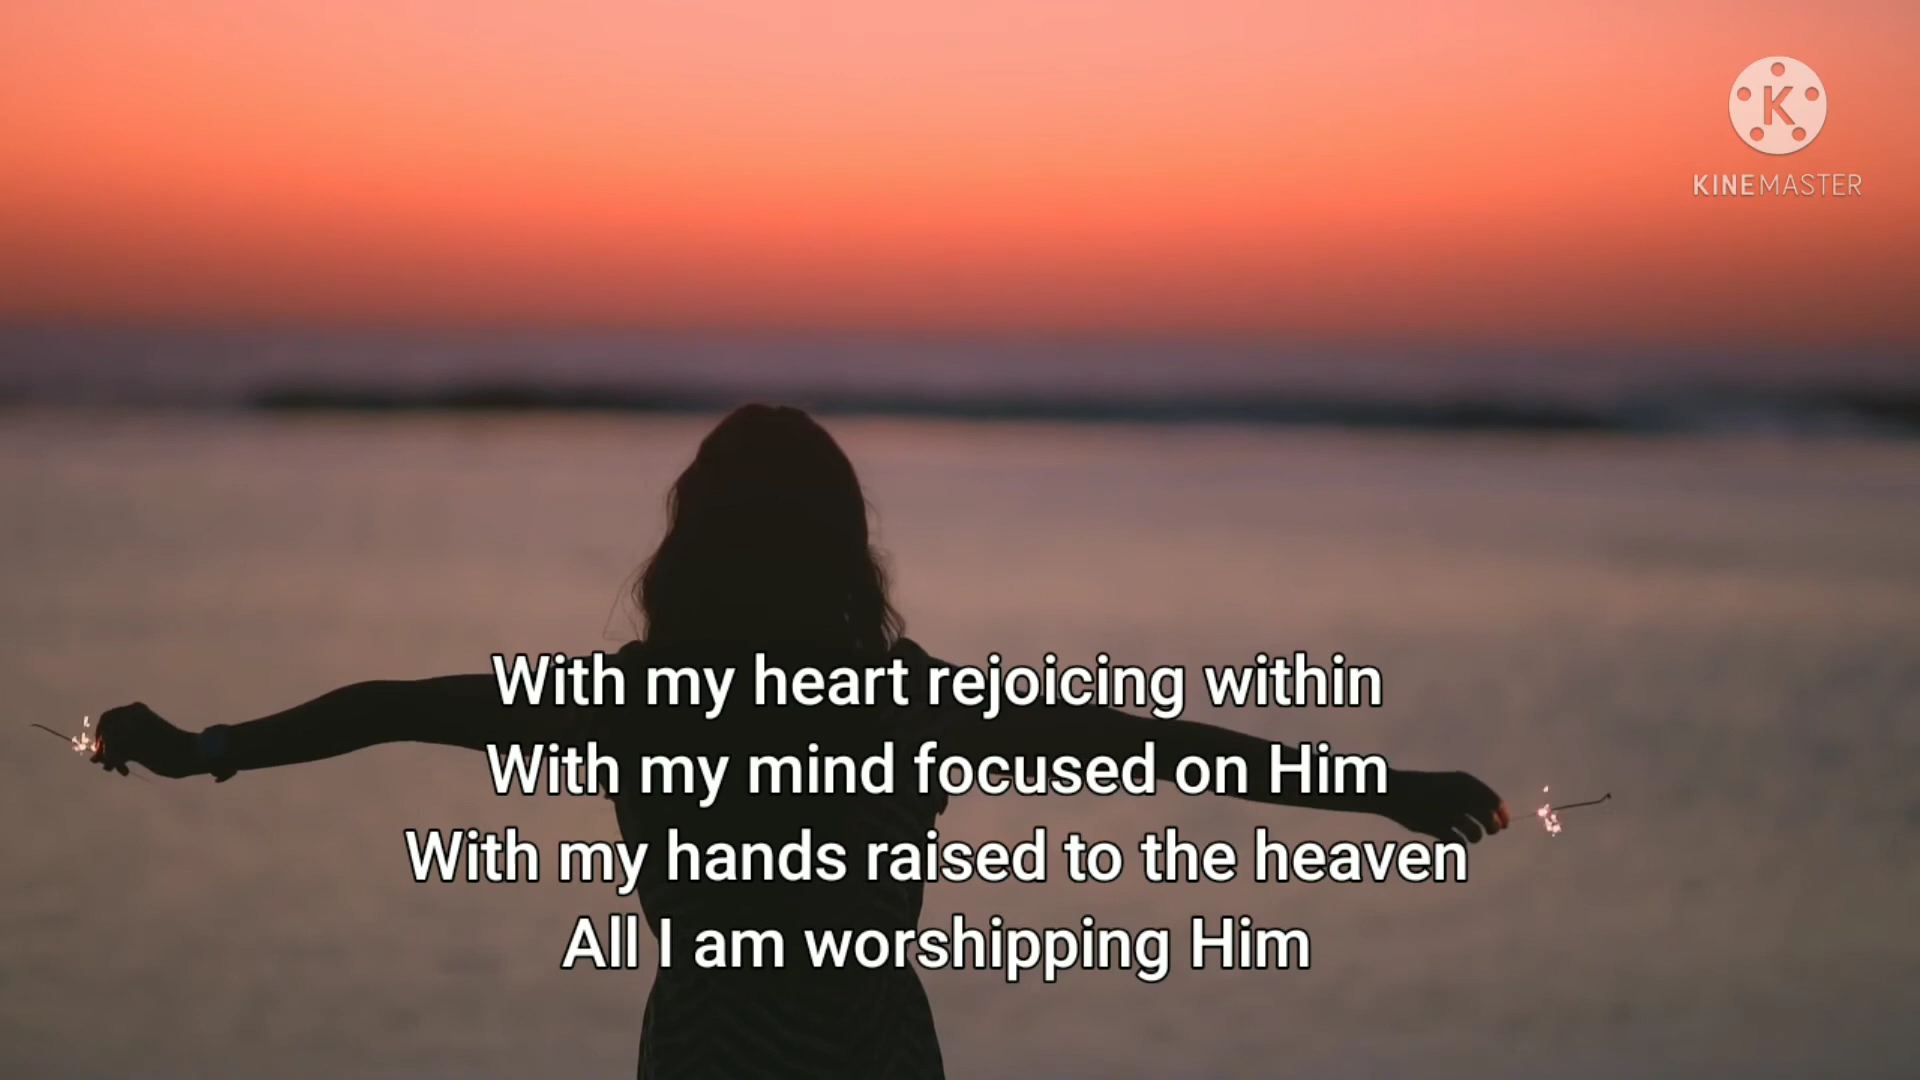 K
KINEMASTER
With my heart rejoicing within
With my mind focused on Him
With my hands raised to the heaven
All I am worshipping Him